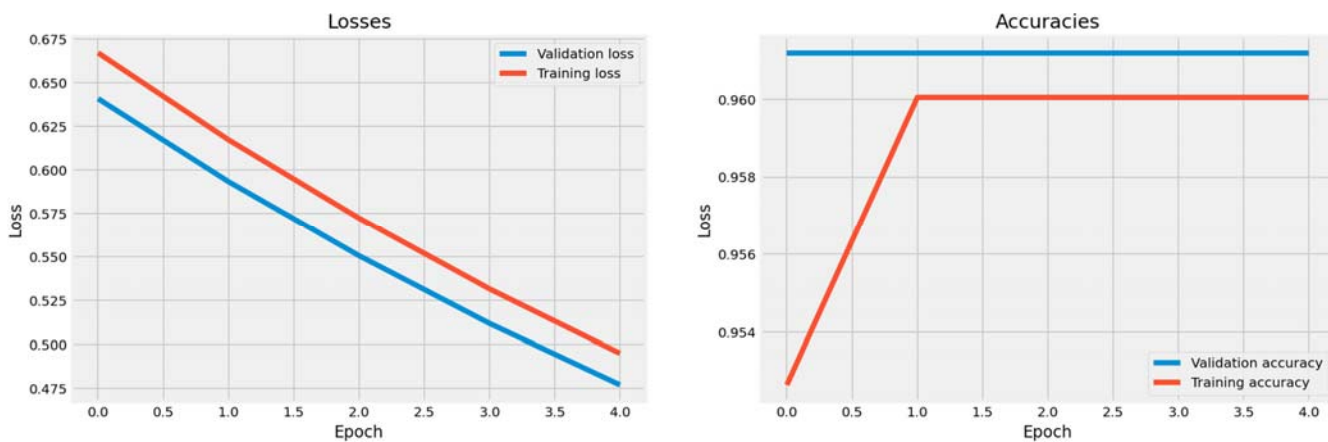 Losses
0.675
0.650
0.625
0.600
0.575
0.550
0.525
0.500
0.475
Loss
Validation loss
Training loss
0.0 0.5 1.0 1.5 2.0 2.5 3.0 3.5 4.0
Epoch
Accuracies
0.960
0.958
0.956
0.954
Loss
Validation accuracy
Training accuracy
0.0 0.5 1.0 1.5 2.0 2.5 3.0 3.5 4.0
Epoch